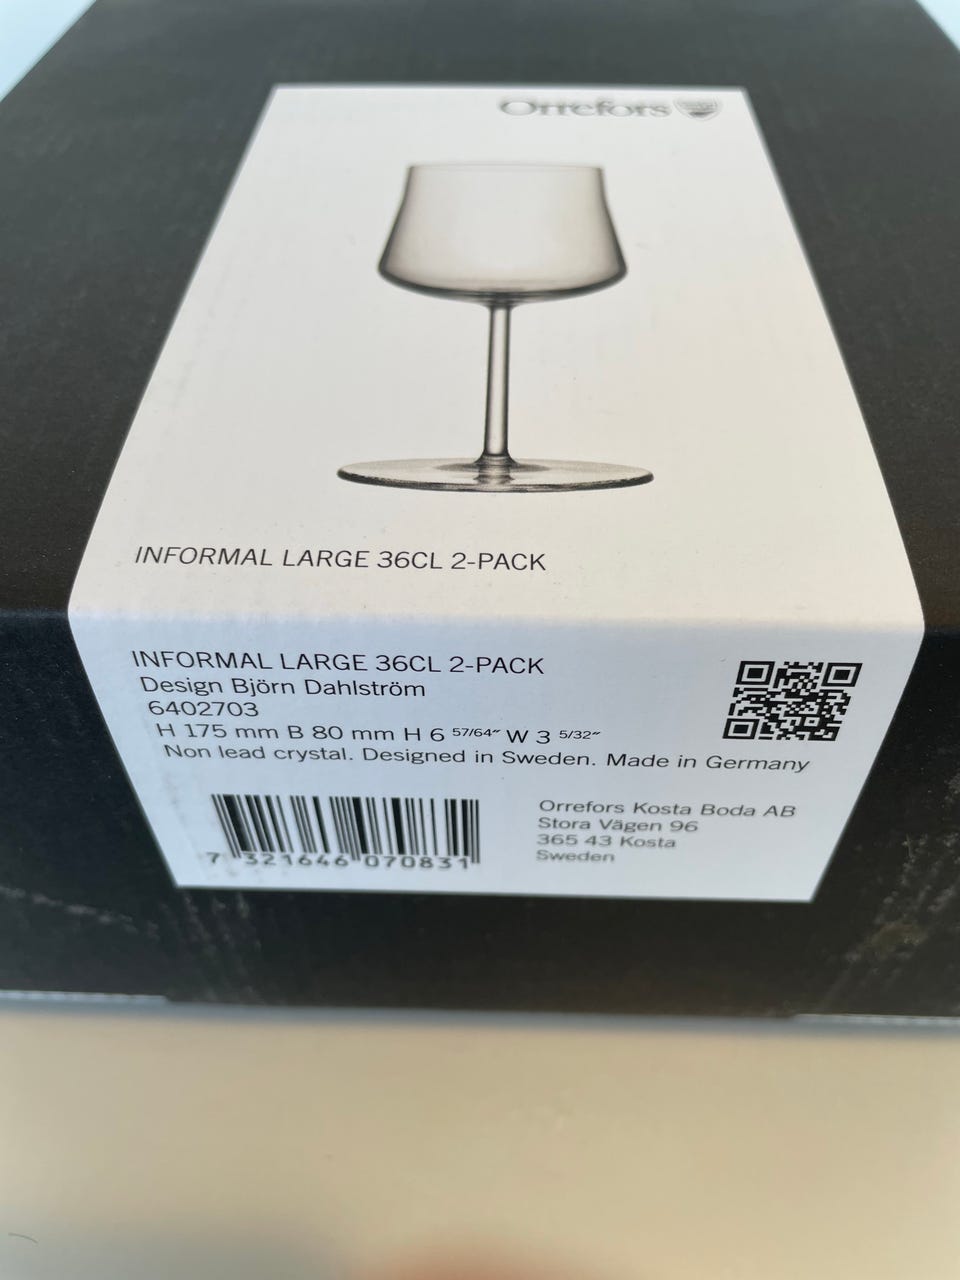 Orrefors
INFORMAL LARGE 36CL 2-PACK
INFORMAL LARGE 36CL 2-PACK
Design Björn Dahlström
6402703
H 175 mm B 80 mm H 6 57/64″ W 3 5/32″
Non lead crystal. Designed in Sweden. Made in Germany
7 321646 070831
Orrefors Kosta Boda AB
Stora Vägen 96
365 43 Kosta
Sweden